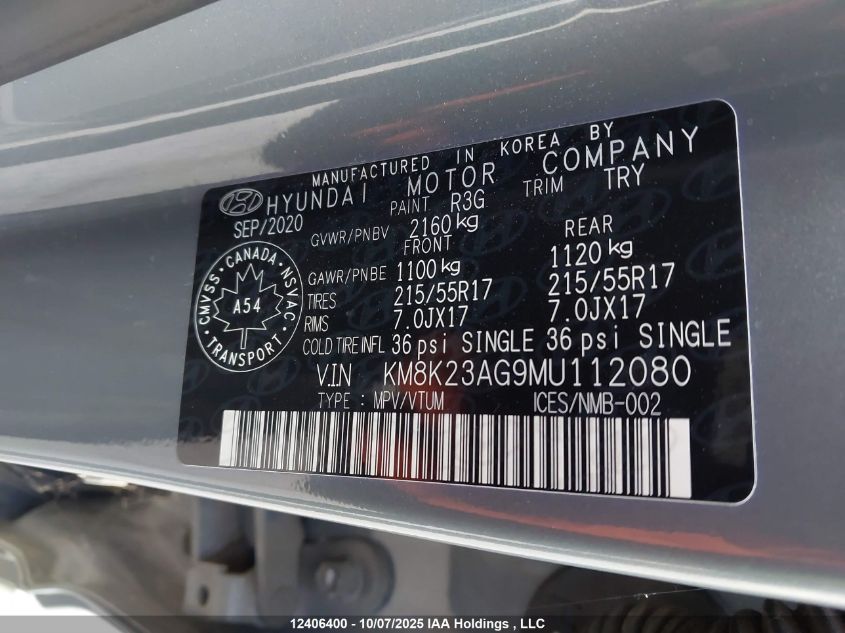 MANUFACTURED IN KOREA BY
HYUNDAI MOTOR COMPANY
SEP/2020 PAINT R3G TRIM TRY
GVWR/PNBV 2160 kg
FRONT REAR
GAWR/PNBE 1100 kg 1120 kg
TIRES 215/55R17 215/55R17
RIMS 7.0JX17 7.0JX17
COLD TIRE INFL 36 psi SINGLE 36 psi SINGLE
V.I.N KM8K23AG9MU112080
TYPE : MPV/VTUM ICES/NMB-002
CMVSS • CANADA • NSVAC
A54
• TRANSPORT •
12406400 - 10/07/2025 IAA Holdings , LLC